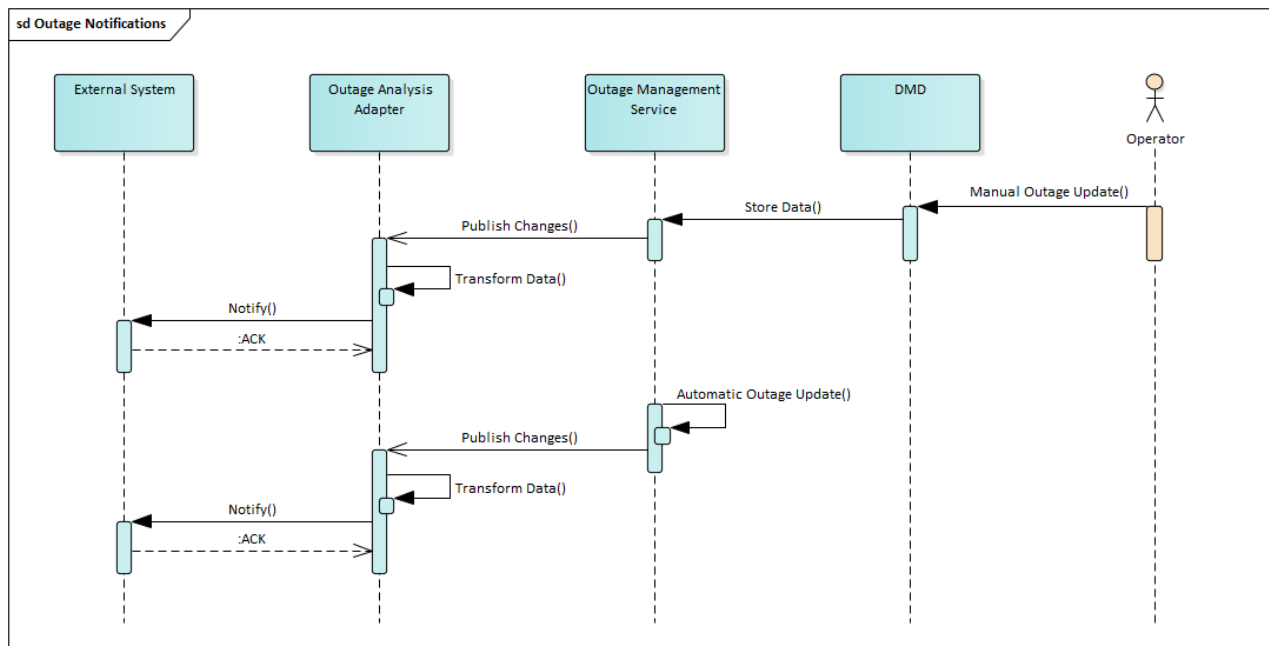 sd Outage Notifications
External System
Outage Analysis
Adapter
Outage Management
Service
DMD
Operator
Manual Outage Update()
Store Data()
Publish Changes()
Transform Data()
Notify()
:ACK
Automatic Outage Update()
Publish Changes()
Transform Data()
Notify()
:ACK